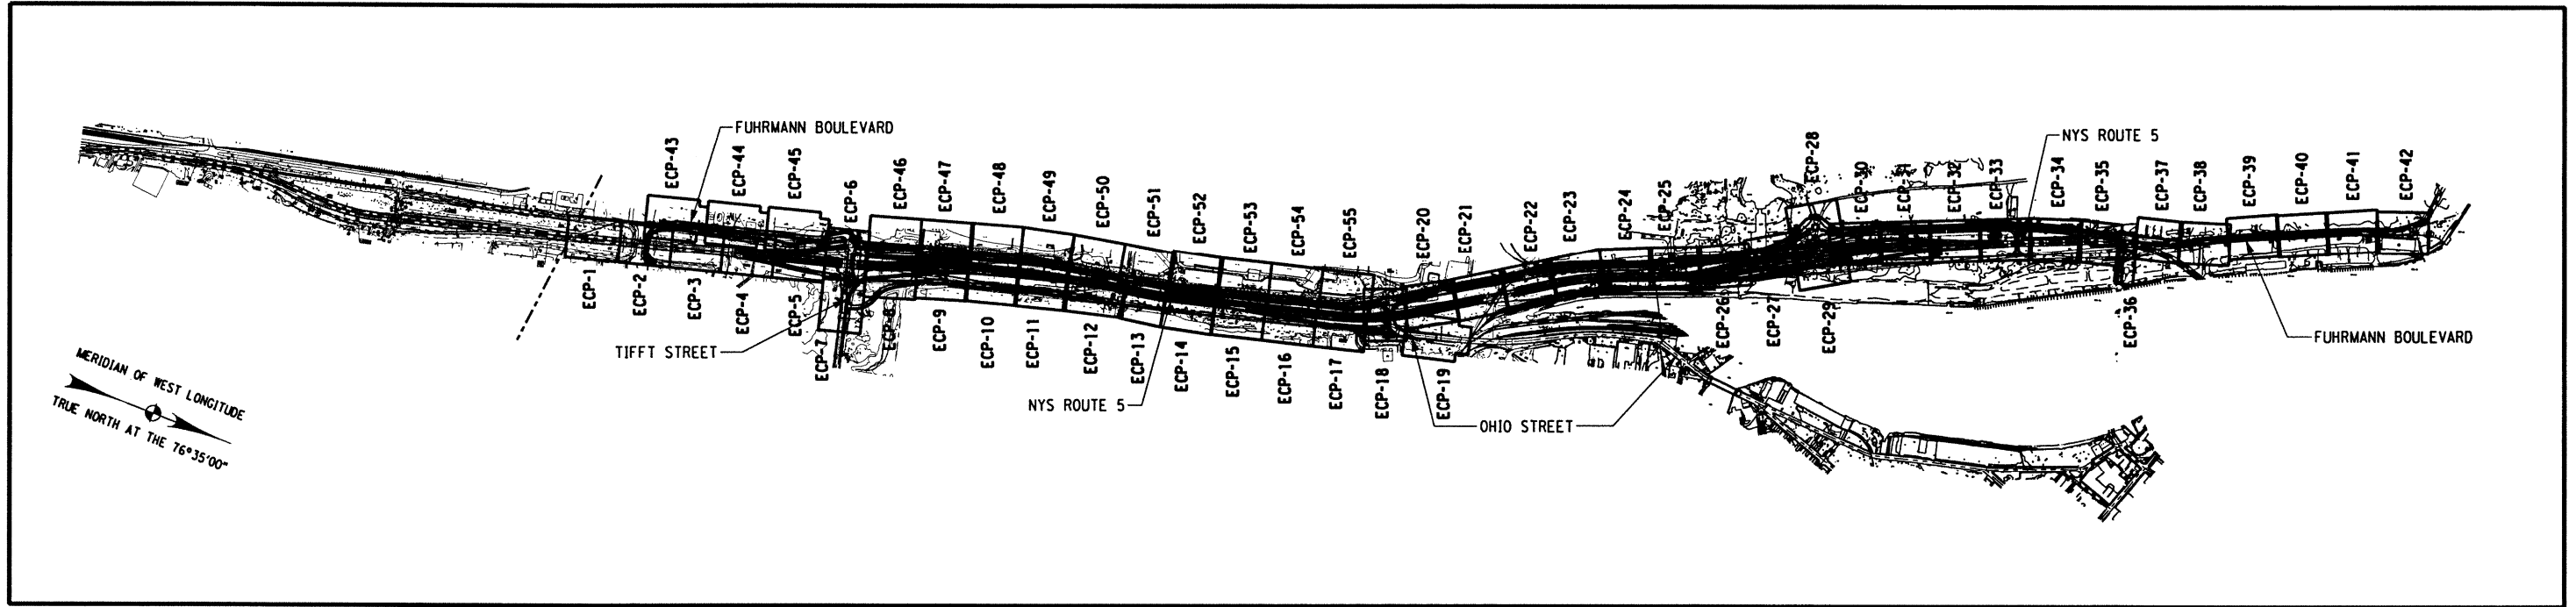 FUHRMANN BOULEVARD
NYS ROUTE 5
ECP-43
ECP-44
ECP-45
ECP-6
ECP-46
ECP-47
ECP-48
ECP-49
ECP-50
ECP-51
ECP-52
ECP-53
ECP-54
ECP-55
ECP-20
ECP-21
ECP-22
ECP-23
ECP-24
ECP-25
ECP-28
ECP-30
ECP-31
ECP-32
ECP-33
ECP-34
ECP-35
ECP-37
ECP-38
ECP-39
ECP-40
ECP-41
ECP-42
ECP-1
ECP-2
ECP-3
ECP-4
ECP-5
ECP-7
ECP-8
ECP-9
ECP-10
ECP-11
ECP-12
ECP-13
ECP-14
ECP-15
ECP-16
ECP-17
ECP-18
ECP-19
ECP-26
ECP-27
ECP-29
ECP-36
FUHRMANN BOULEVARD
TIFFT STREET
NYS ROUTE 5
OHIO STREET
MERIDIAN OF WEST LONGITUDE
TRUE NORTH AT THE 76°35'00"